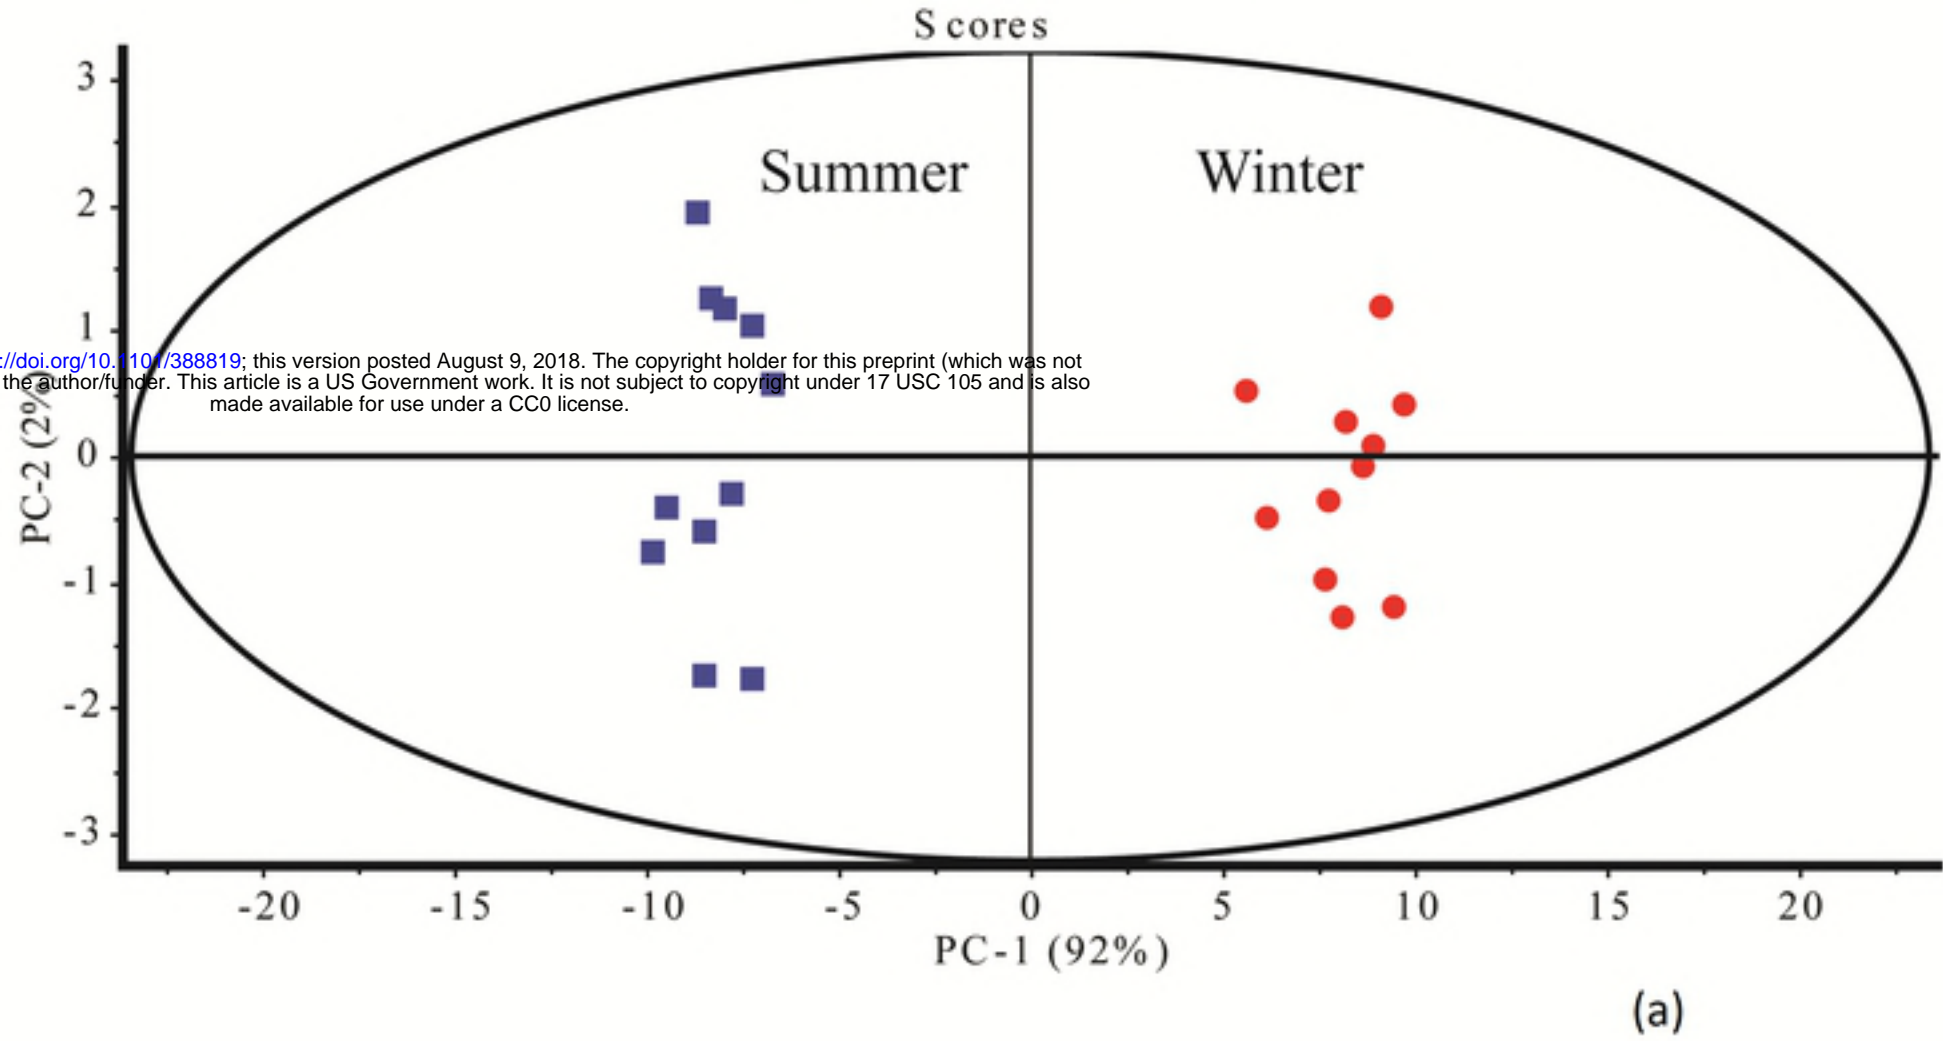 S cores
3
Summer
Winter
2
1
://doi.org/10.1101/388819; this version posted August 9, 2018. The copyright holder for this preprint (which was not
the author/funder. This article is a US Government work. It is not subject to copyright under 17 USC 105 and is also
made available for use under a CC0 license.
PC-2 (2%)
0
-1
-2
-3
-20 -15 -10 -5 0 5 10 15 20
PC-1 (92%)
(a)